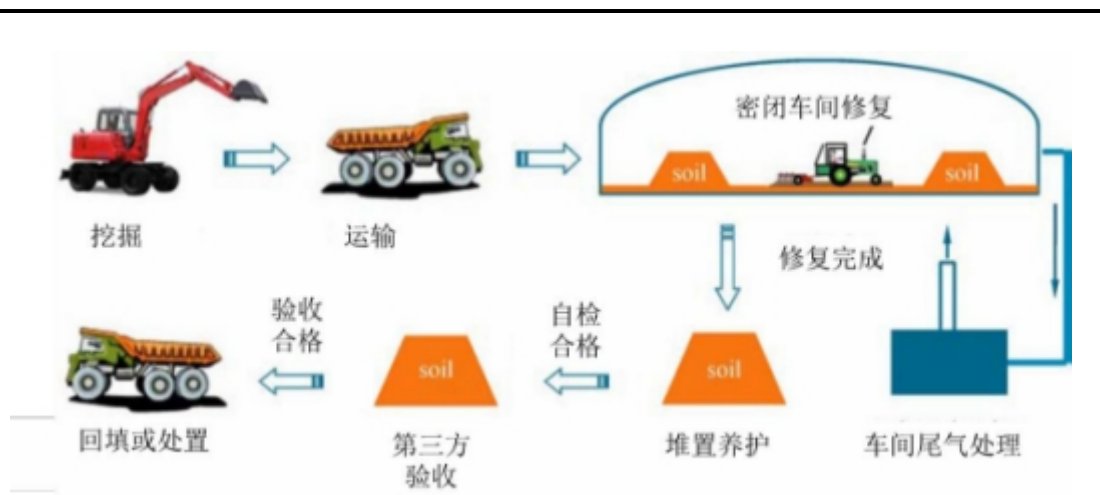 密闭车间修复
soil
soil
挖掘
运输
修复完成
验收
合格
自检
合格
soil
soil
回填或处置
第三方
验收
堆置养护
车间尾气处理